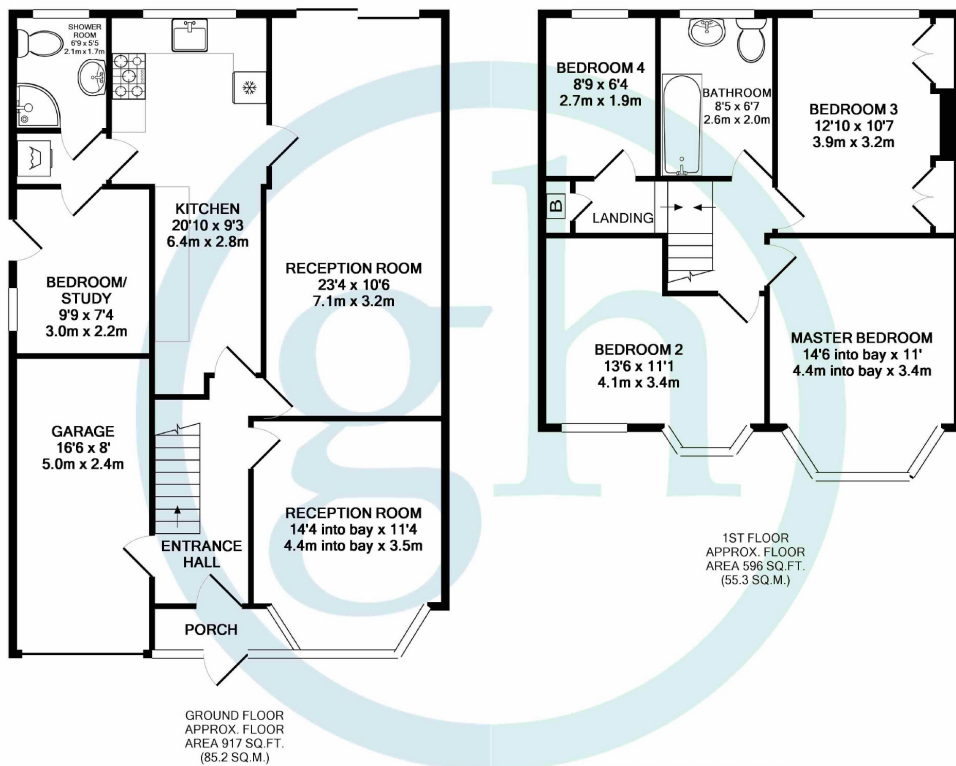 SHOWER
ROOM
6'9 x 5'5
2.1m x 1.7m
KITCHEN
20'10 x 9'3
6.4m x 2.8m
BEDROOM/
STUDY
9'9 x 7'4
3.0m x 2.2m
RECEPTION ROOM
23'4 x 10'6
7.1m x 3.2m
GARAGE
16'6 x 8'
5.0m x 2.4m
ENTRANCE
HALL
RECEPTION ROOM
14'4 into bay x 11'4
4.4m into bay x 3.5m
PORCH
GROUND FLOOR
APPROX. FLOOR
AREA 917 SQ.FT.
(85.2 SQ.M.)
BEDROOM 4
8'9 x 6'4
2.7m x 1.9m
BATHROOM
8'5 x 6'7
2.6m x 2.0m
BEDROOM 3
12'10 x 10'7
3.9m x 3.2m
B
LANDING
BEDROOM 2
13'6 x 11'1
4.1m x 3.4m
MASTER BEDROOM
14'6 into bay x 11'
4.4m into bay x 3.4m
1ST FLOOR
APPROX. FLOOR
AREA 596 SQ.FT.
(55.3 SQ.M.)
gh